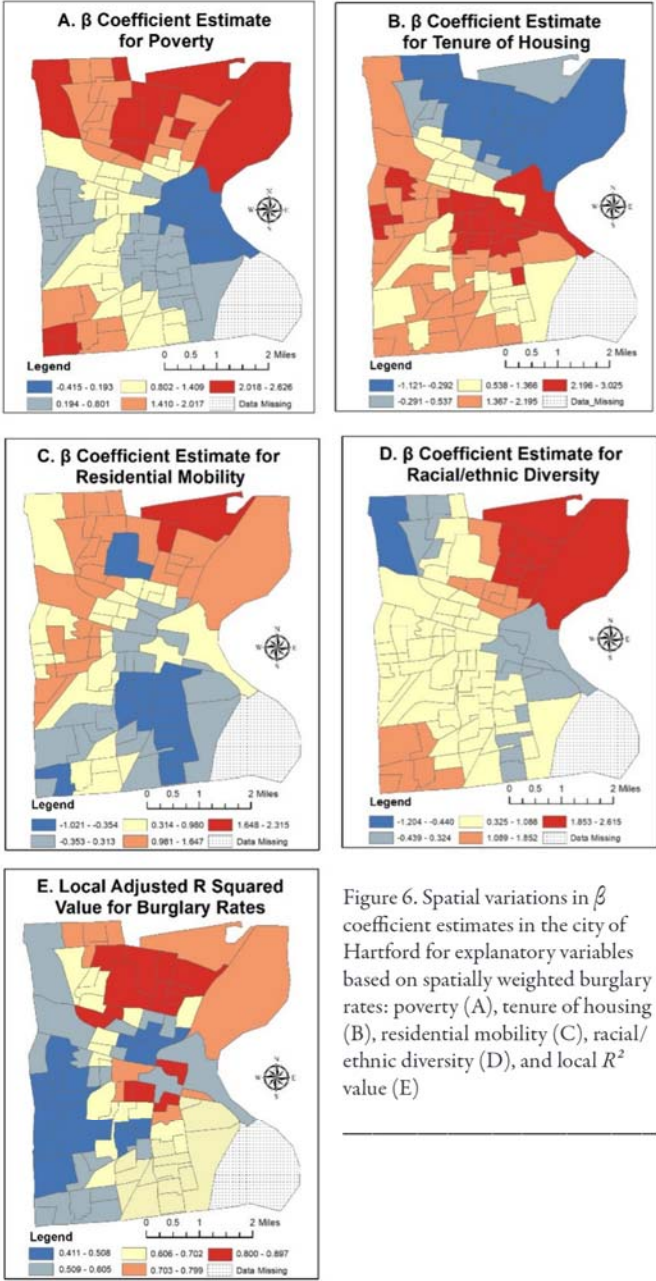 A. β Coefficient Estimate
for Poverty
N
W E
S
0 0.5 1 2 Miles
Legend
-0.415 - 0.193
0.802 - 1.409
2.018 - 2.626
0.194 - 0.801
1.410 - 2.017
Data Missing
B. β Coefficient Estimate
for Tenure of Housing
N
W E
S
0 0.5 1 2 Miles
Legend
-1.121- -0.292
0.538 - 1.366
2.196 - 3.025
-0.291 - 0.537
1.367 - 2.195
Data_Missing
C. β Coefficient Estimate for
Residential Mobility
N
W E
S
0 0.5 1 2 Miles
Legend
-1.021 - -0.354
0.314 - 0.980
1.648 - 2.315
-0.353 - 0.313
0.981 - 1.647
Data Missing
D. β Coefficient Estimate for
Racial/ethnic Diversity
N
W E
S
0 0.5 1 2 Miles
Legend
-1.204 - -0.440
0.325 - 1.088
1.853 - 2.615
-0.439 - 0.324
1.089 - 1.852
Data Missing
E. Local Adjusted R Squared
Value for Burglary Rates
N
W E
S
0 0.5 1 2 Miles
Legend
0.411 - 0.508
0.606 - 0.702
0.800 - 0.897
0.509 - 0.605
0.703 - 0.799
Data Missing
Figure 6. Spatial variations in β
coefficient estimates in the city of
Hartford for explanatory variables
based on spatially weighted burglary
rates: poverty (A), tenure of housing
(B), residential mobility (C), racial/
ethnic diversity (D), and local R²
value (E)